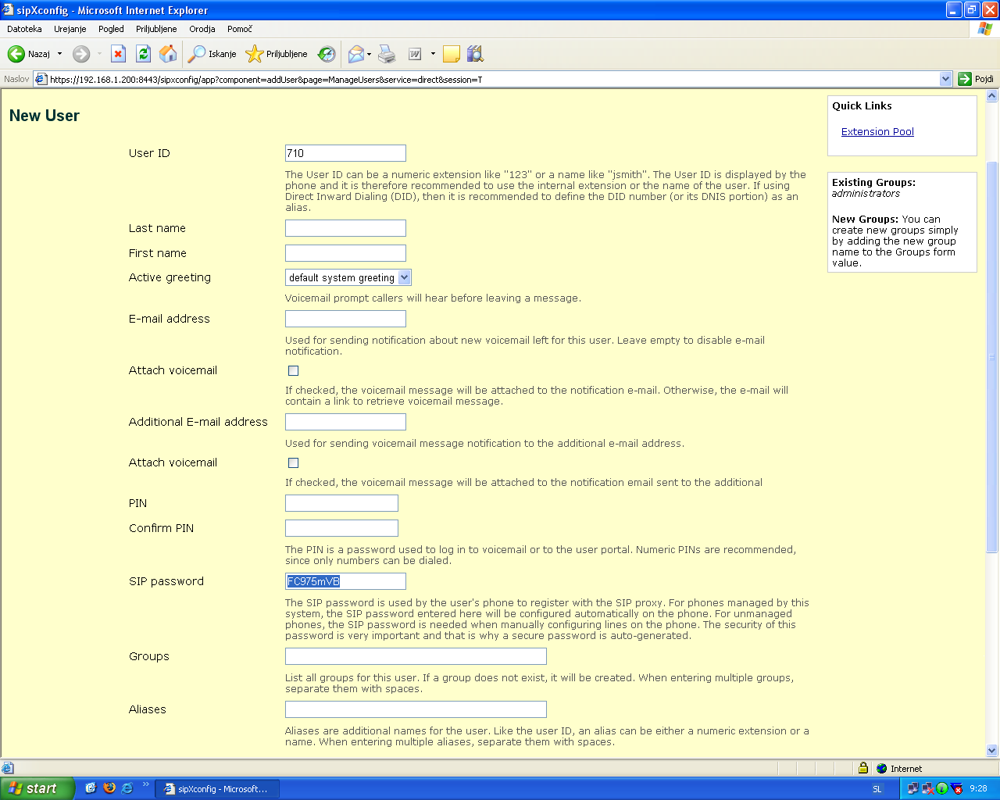 sipXconfig - Microsoft Internet Explorer
Datoteka Urejanje Pogled Priljubljene Orodja Pomoč
Nazaj Iskanje Priljubljene
Naslov https://192.168.1.200:8443/sipxconfig/app?component=addUser&page=ManageUsers&service=direct&session=T Pojdi
New User
User ID 710
The User ID can be a numeric extension like "123" or a name like "jsmith". The User ID is displayed by the
phone and it is therefore recommended to use the internal extension or the name of the user. If using
Direct Inward Dialing (DID), then it is recommended to define the DID number (or its DNIS portion) as an
alias.
Last name
First name
Active greeting default system greeting
Voicemail prompt callers will hear before leaving a message.
E-mail address
Used for sending notification about new voicemail left for this user. Leave empty to disable e-mail
notification.
Attach voicemail
If checked, the voicemail message will be attached to the notification e-mail. Otherwise, the e-mail will
contain a link to retrieve voicemail message.
Additional E-mail address
Used for sending voicemail message notification to the additional e-mail address.
Attach voicemail
If checked, the voicemail message will be attached to the notification email sent to the additional
PIN
Confirm PIN
The PIN is a password used to log in to voicemail or to the user portal. Numeric PINs are recommended,
since only numbers can be dialed.
SIP password FC975mVB
The SIP password is used by the user's phone to register with the SIP proxy. For phones managed by this
system, the SIP password entered here will be configured automatically on the phone. For unmanaged
phones, the SIP password is needed when manually configuring lines on the phone. The security of this
password is very important and that is why a secure password is auto-generated.
Groups
List all groups for this user. If a group does not exist, it will be created. When entering multiple groups,
separate them with spaces.
Aliases
Aliases are additional names for the user. Like the user ID, an alias can be either a numeric extension or a
name. When entering multiple aliases, separate them with spaces.
Quick Links
Extension Pool
Existing Groups:
administrators
New Groups: You can
create new groups simply
by adding the new group
name to the Groups form
value.
Internet
start sipXconfig - Microsoft... SL 9:28